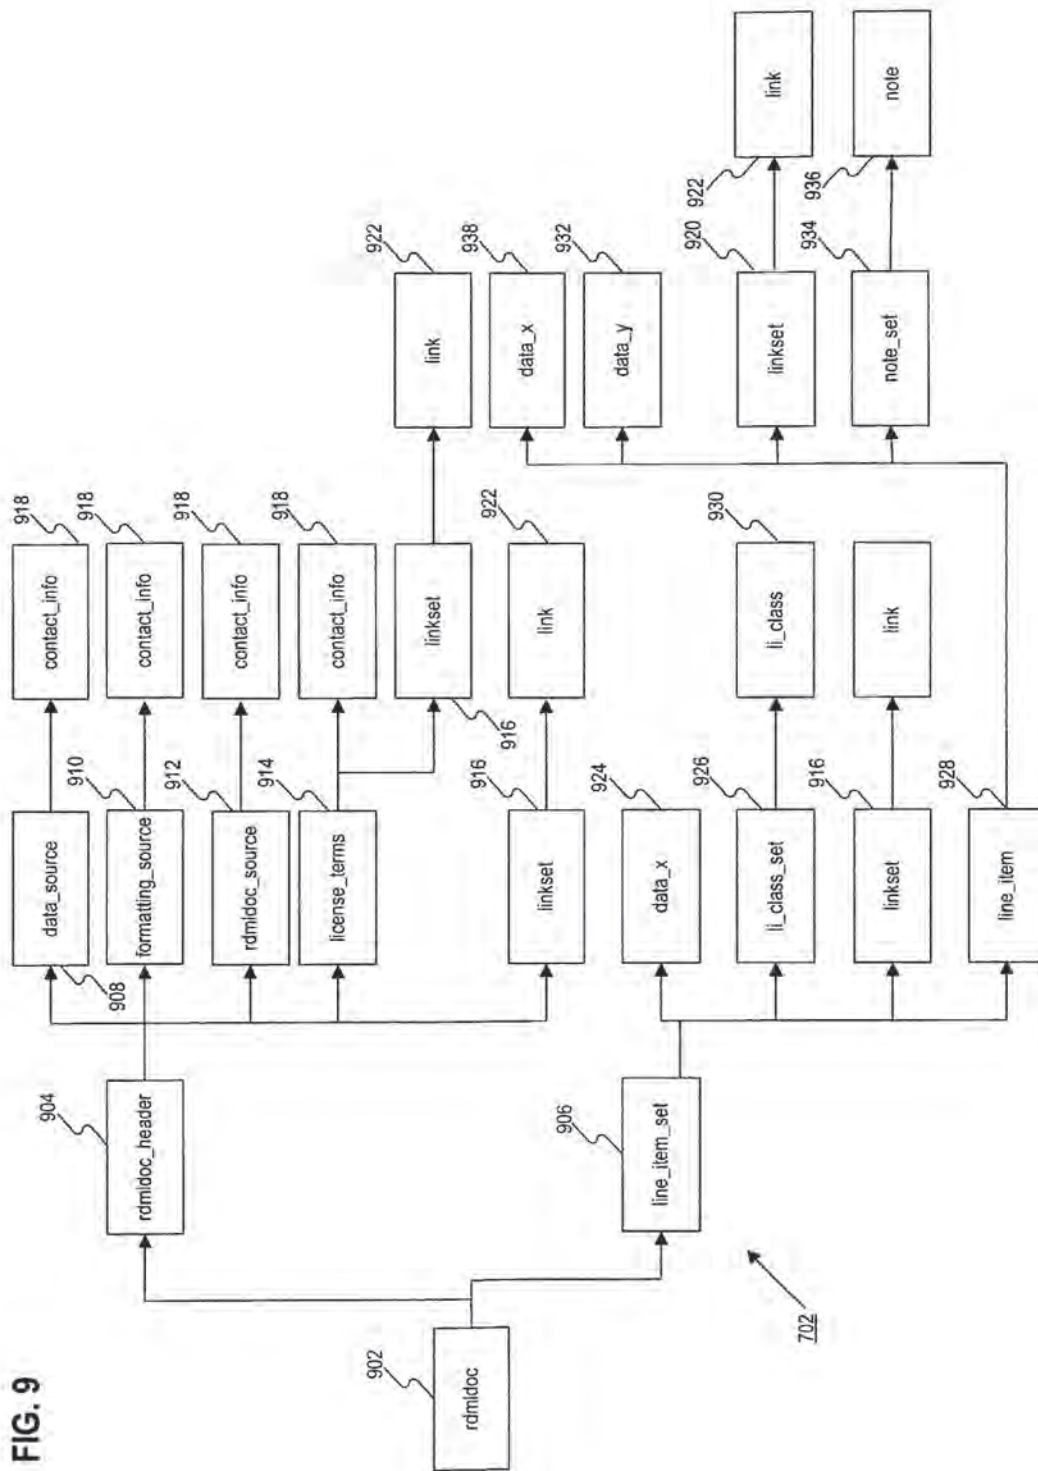 FIG. 9
902
rdmldoc
702
904
rdmldoc_header
906
line_item_set
908
data_source
910
formatting_source
912
rdmldoc_source
914
license_terms
916
linkset
924
data_x
926
li_class_set
916
linkset
928
line_item
918
contact_info
918
contact_info
918
contact_info
918
contact_info
linkset
916
922
link
930
li_class
link
922
link
938
data_x
932
data_y
920
linkset
934
note_set
922
link
936
note